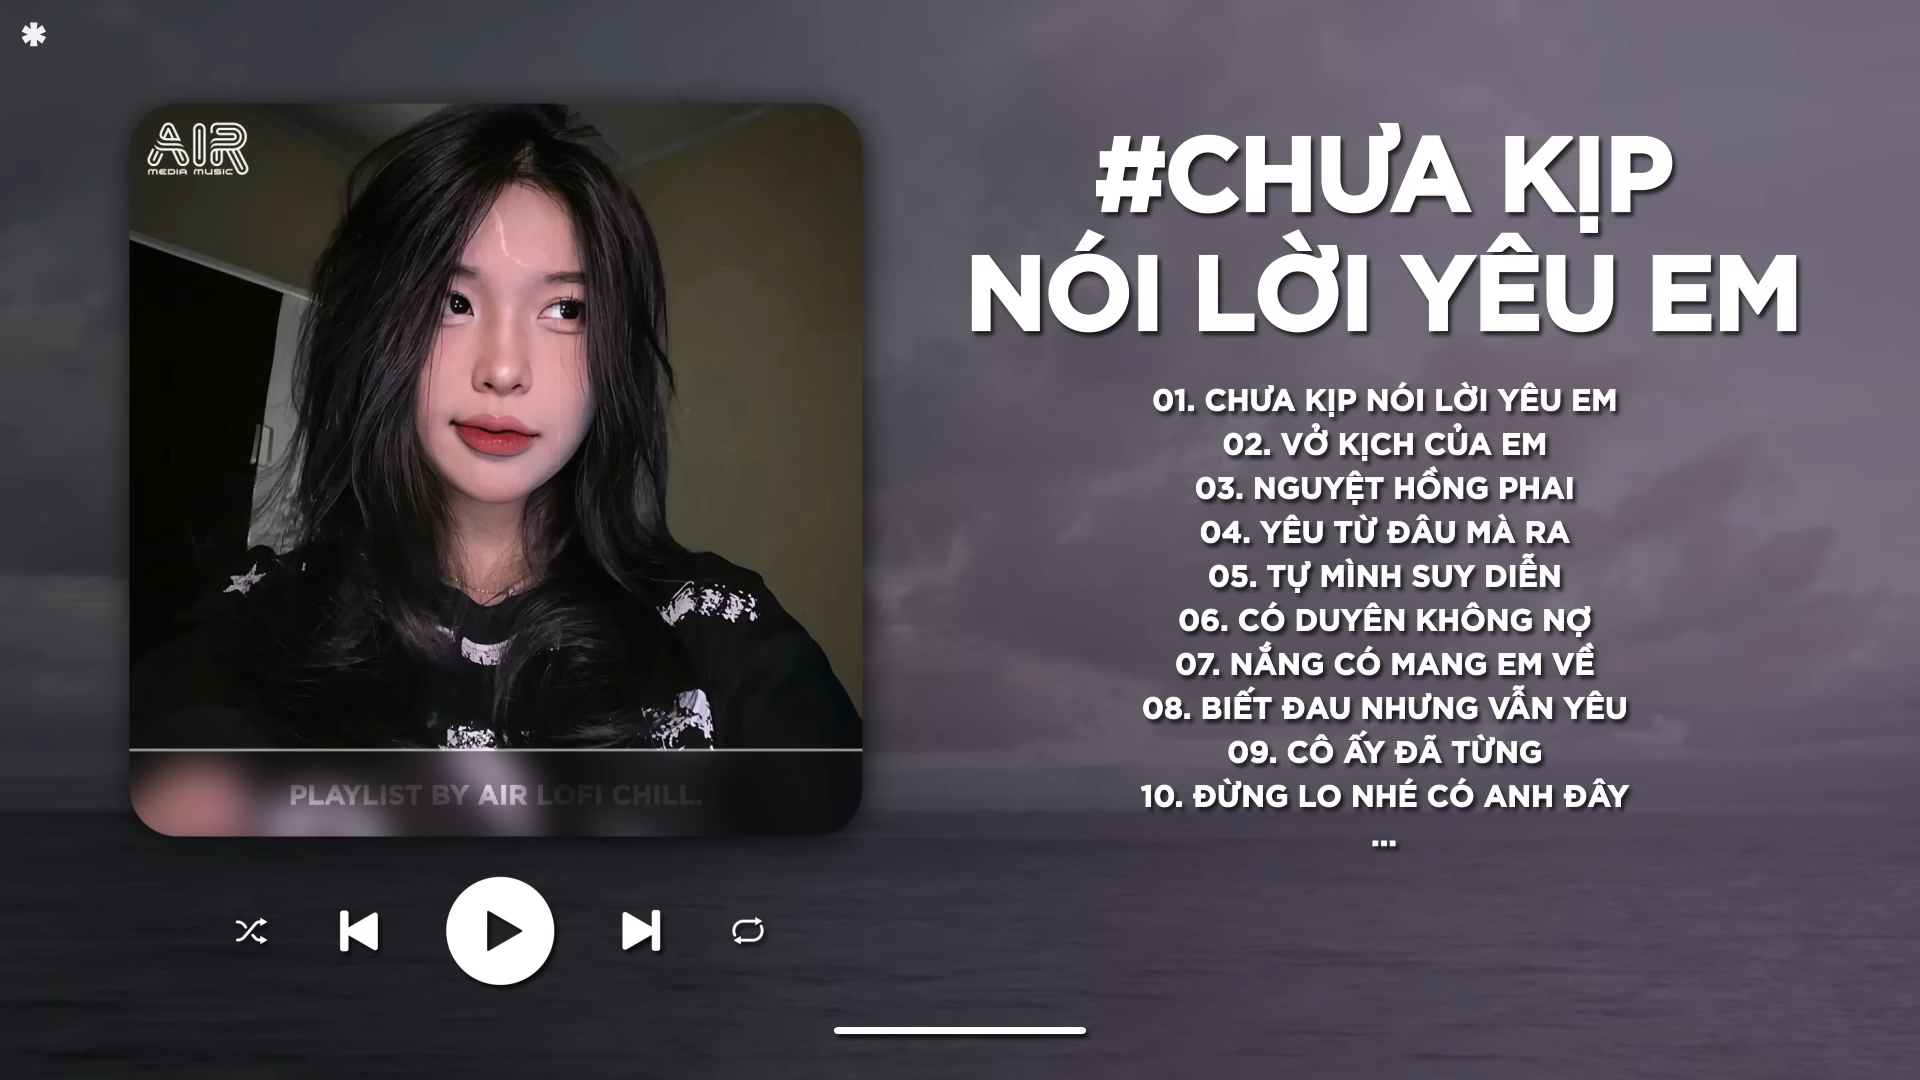 AIR
MEDIA MUSIC
#CHƯA KỊP
NÓI LỜI YÊU EM
01. CHƯA KỊP NÓI LỜI YÊU EM
02. VỞ KỊCH CỦA EM
03. NGUYỆT HỒNG PHAI
04. YÊU TỪ ĐÂU MÀ RA
05. TỰ MÌNH SUY DIỄN
06. CÓ DUYÊN KHÔNG NỢ
07. NẮNG CÓ MANG EM VỀ
08. BIẾT ĐAU NHƯNG VẪN YÊU
09. CÔ ẤY ĐÃ TỪNG
10. ĐỪNG LO NHÉ CÓ ANH ĐÂY
...
PLAYLIST BY AIR LOFI CHILL.